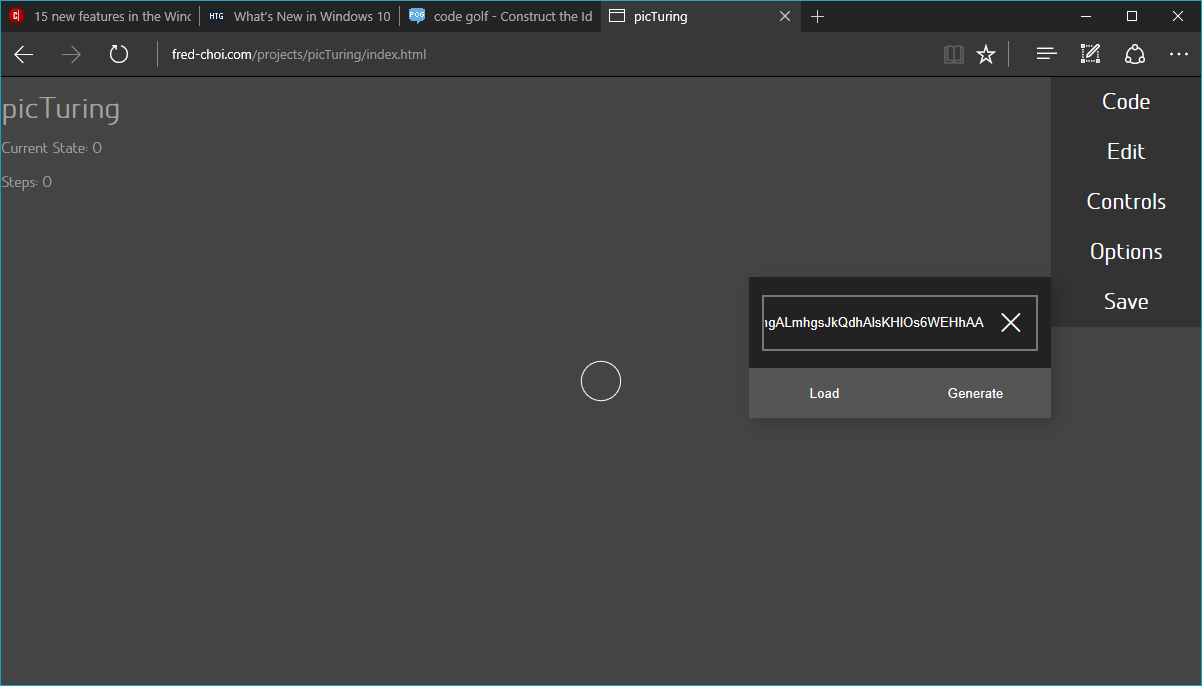 15 new features in the Winc
HTG What's New in Windows 10
PCG code golf - Construct the Id
picTuring
fred-choi.com/projects/picTuring/index.html
picTuring
Current State: 0
Steps: 0
Code
Edit
Controls
Options
Save
gALmhgsJkQdhAlsKHIOs6WEHhAA
Load
Generate